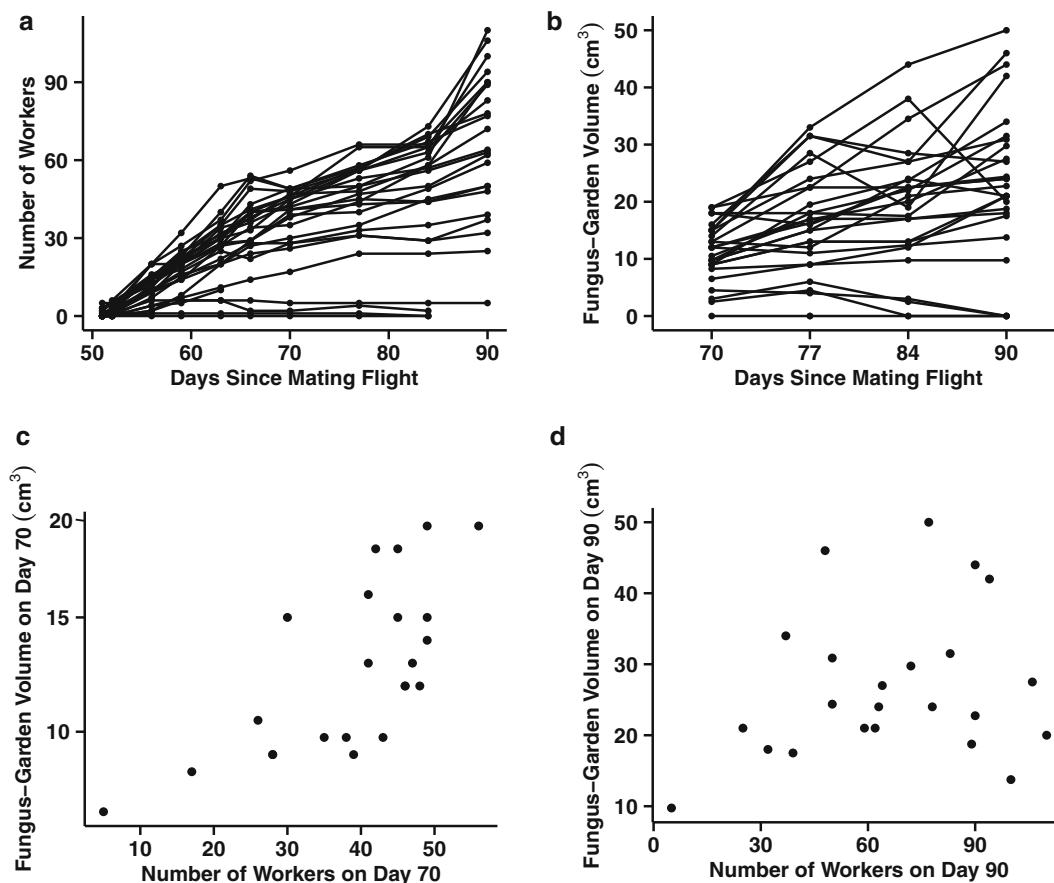 a
Number of Workers
90
60
30
0
50 60 70 80 90
Days Since Mating Flight
b
Fungus–Garden Volume (cm³)
50
40
30
20
10
0
70 77 84 90
Days Since Mating Flight
c
Fungus–Garden Volume on Day 70 (cm³)
20
15
10
10 20 30 40 50
Number of Workers on Day 70
d
Fungus–Garden Volume on Day 90 (cm³)
50
40
30
20
10
0 30 60 90
Number of Workers on Day 90